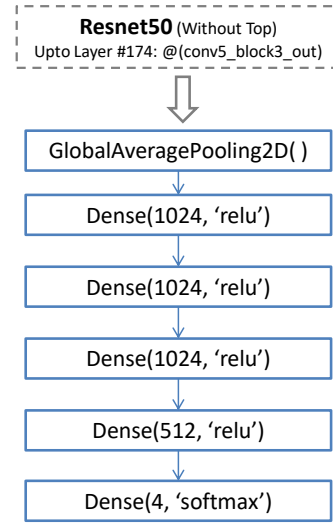 Resnet50 (Without Top)
Upto Layer #174: @(conv5_block3_out)
GlobalAveragePooling2D( )
Dense(1024, ‘relu’)
Dense(1024, ‘relu’)
Dense(1024, ‘relu’)
Dense(512, ‘relu’)
Dense(4, ‘softmax’)